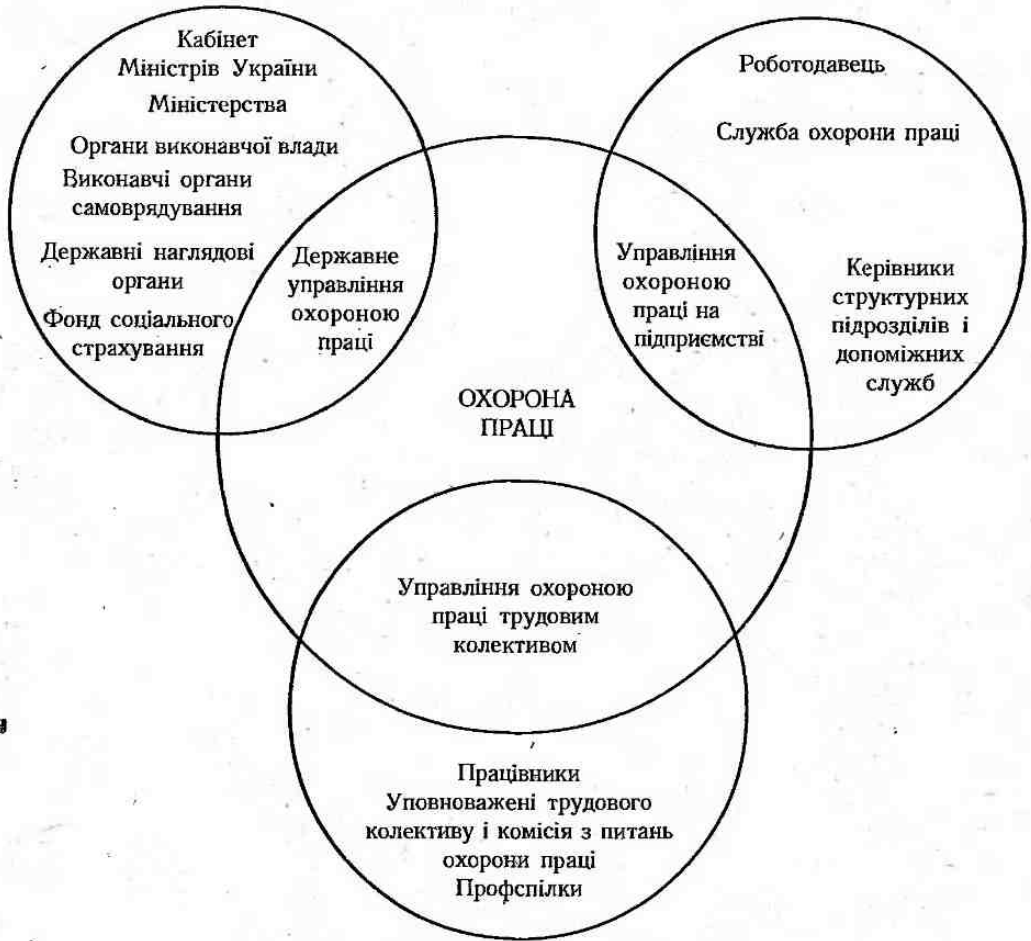 Кабінет
Міністрів України
Міністерства
Органи виконавчої влади
Виконавчі органи
самоврядування
Державні наглядові
органи
Фонд соціального
страхування
Державне
управління
охороною
праці
Роботодавець
Служба охорони праці
Управління
охороною
праці на
підприємстві
Керівники
структурних
підрозділів і
допоміжних
служб
ОХОРОНА
ПРАЦІ
Управління охороною
праці трудовим
колективом
Працівники
Уповноважені трудового
колективу і комісія з питань
охорони праці
Профспілки